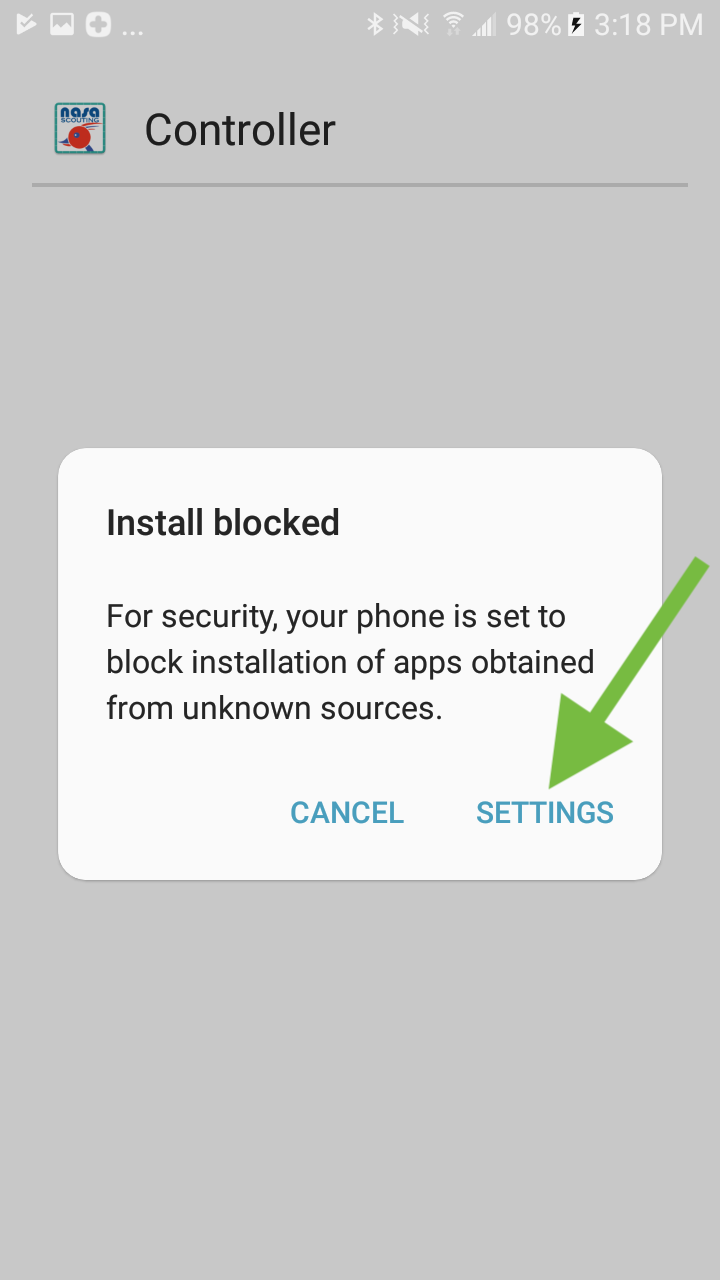 ... 98% 3:18 PM
nasa
SCOUTING
Controller
Install blocked
For security, your phone is set to
block installation of apps obtained
from unknown sources.
CANCEL SETTINGS